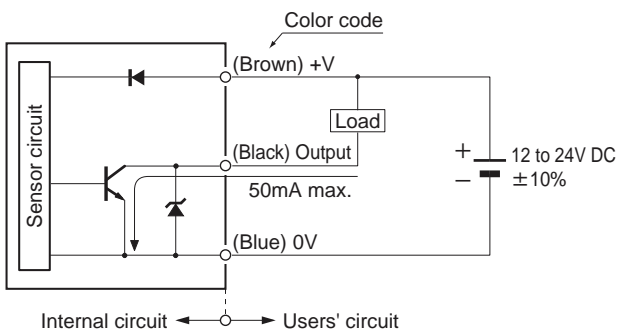 Color code
(Brown) +V
Load
Sensor circuit
(Black) Output
+
12 to 24V DC
−
±10%
50mA max.
(Blue) 0V
Internal circuit
Users' circuit